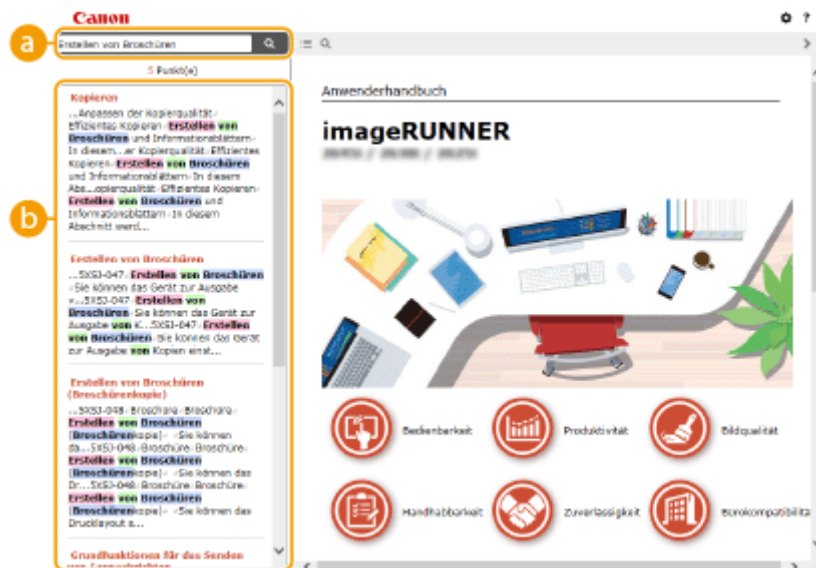 Canon
?
a
Erstellen von Broschüren
5 Punkt(e)
b
Kopieren
...Anpassen der Kopierqualität
Effizientes Kopieren Erstellen von
Broschüren und Informationsblättern
In diesem...er Kopierqualität Effizientes
Kopieren Erstellen von Broschüren
und Informationsblättern In diesem
Abs...opierqualität Effizientes Kopieren
Erstellen von Broschüren und
Informationsblättern In diesem
Abschnitt werd...
Erstellen von Broschüren
...5XSJ-047 Erstellen von Broschüren
Sie können das Gerät zur Ausgabe
v...5XSJ-047 Erstellen von
Broschüren Sie können das Gerät zur
Ausgabe von K...5XSJ-047 Erstellen
von Broschüren Sie können das Gerät
zur Ausgabe von Kopien einst...
Erstellen von Broschüren
(Broschürenkopie)
...5XSJ-048 Broschüre Broschüre
Erstellen von Broschüren
(Broschürenkopie) Sie können
da...5XSJ-048 Broschüre Broschüre
Erstellen von Broschüren
(Broschürenkopie) Sie können das
Dr...5XSJ-048 Broschüre Broschüre
Erstellen von Broschüren
(Broschürenkopie) Sie können das
Drucklayout s...
Grundfunktionen für das Senden
Anwenderhandbuch
imageRUNNER
Bedienbarkeit
Produktivität
Bildqualität
Handhabbarkeit
Zuverlässigkeit
Bürokompatibilitä